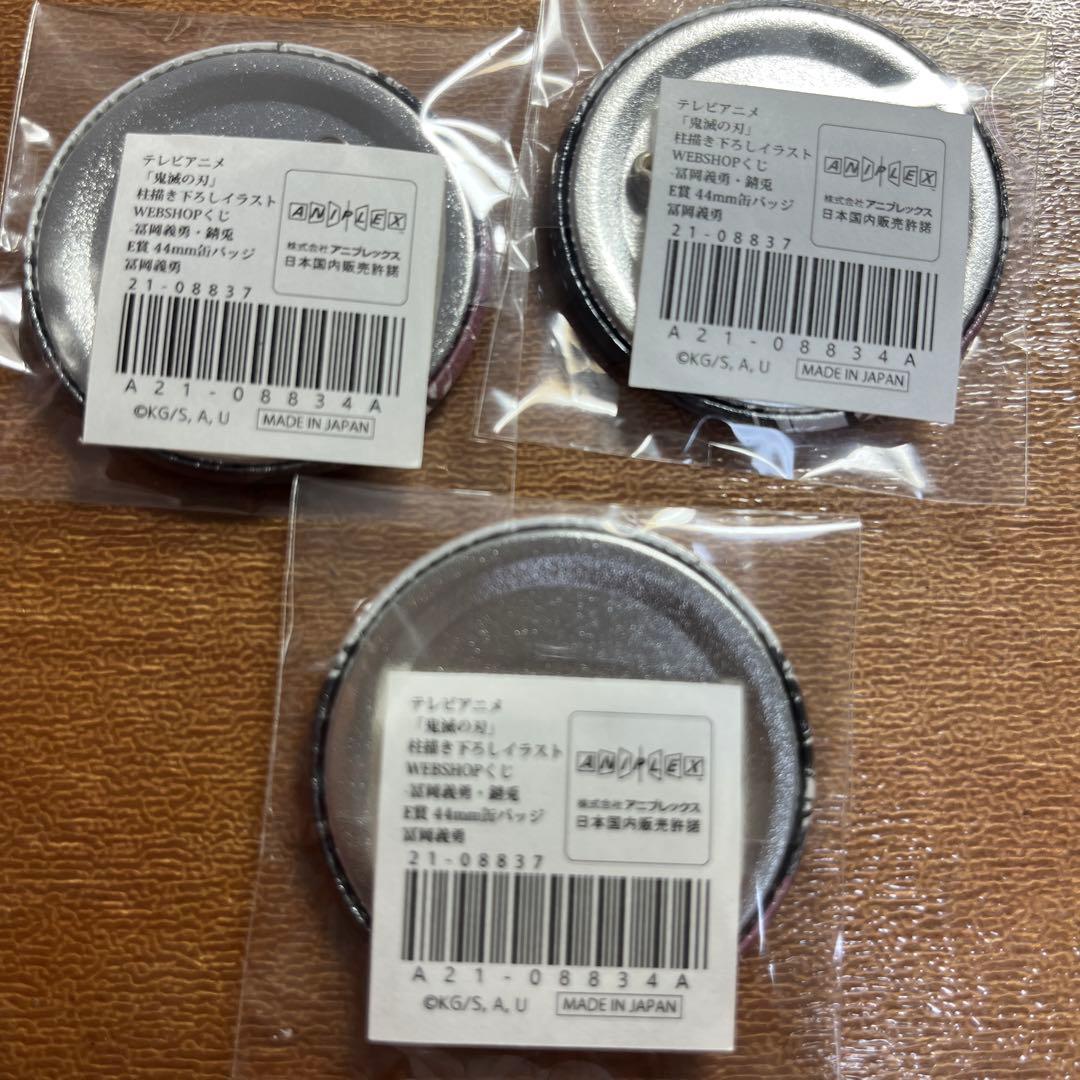 テレビアニメ
「鬼滅の刃」
柱描き下ろしイラスト
WEBSHOPくじ
-冨岡義勇・錆兎
E賞 44mm缶バッジ
冨岡義勇
21-08837
ANIPLEX
株式会社アニプレックス
日本国内販売許諾
A21-08834A
©KG/S, A, U
MADE IN JAPAN
テレビアニメ
「鬼滅の刃」
柱描き下ろしイラスト
WEBSHOPくじ
-冨岡義勇・錆兎
E賞 44mm缶バッジ
冨岡義勇
21-08837
ANIPLEX
株式会社アニプレックス
日本国内販売許諾
A21-08834A
©KG/S, A, U
MADE IN JAPAN
テレビアニメ
「鬼滅の刃」
柱描き下ろしイラスト
WEBSHOPくじ
-冨岡義勇・錆兎
E賞 44mm缶バッジ
冨岡義勇
21-08837
ANIPLEX
株式会社アニプレックス
日本国内販売許諾
A21-08834A
©KG/S, A, U
MADE IN JAPAN